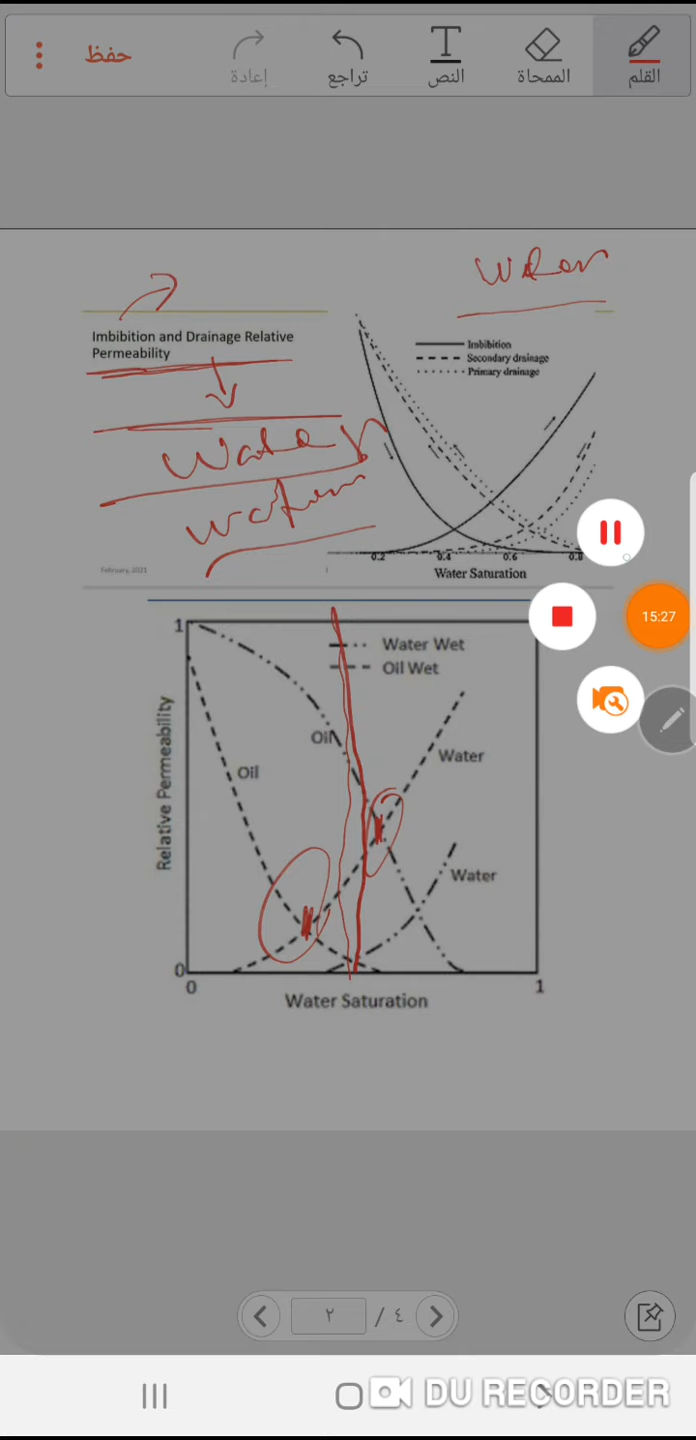 حفظ
إعادة
تراجع
النص
الممحاة
القلم
Imbibition and Drainage Relative
Permeability
Water
Imbibition
Secondary drainage
Primary drainage
0.2 0.4 0.6 0.8
Water Saturation
February, 2021
15:27
1
Water Wet
Oil Wet
Oil
Water
Oil
Water
Relative Permeability
0
0
1
Water Saturation
٢ / ٤
DU RECORDER